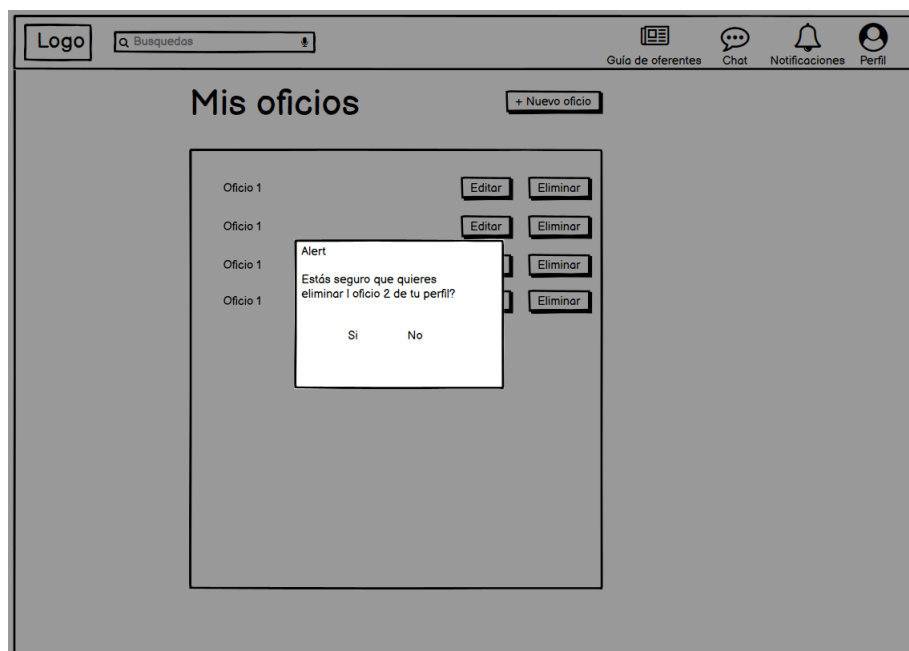 Logo
Busquedas
Guía de oferentes
Chat
Notificaciones
Perfil
Mis oficios
+ Nuevo oficio
Oficio 1
Editar
Eliminar
Oficio 1
Editar
Eliminar
Oficio 1
Eliminar
Oficio 1
Eliminar
Alert
Estás seguro que quieres
eliminar l oficio 2 de tu perfil?
Si
No